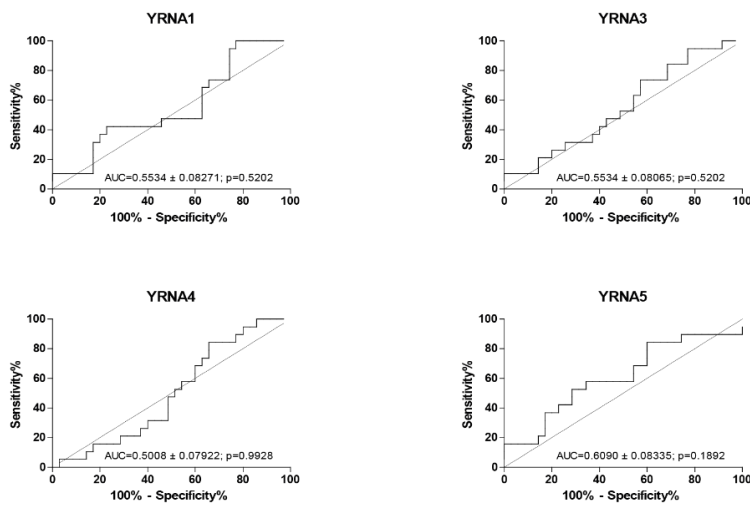 YRNA1
100
80
60
40
20
0
Sensitivity%
AUC=0.5534 ± 0.08271; p=0.5202
0 20 40 60 80 100
100% - Specificity%
YRNA3
100
80
60
40
20
0
Sensitivity%
AUC=0.5534 ± 0.08065; p=0.5202
0 20 40 60 80 100
100% - Specificity%
YRNA4
100
80
60
40
20
0
Sensitivity%
AUC=0.5008 ± 0.07922; p=0.9928
0 20 40 60 80 100
100% - Specificity%
YRNA5
100
80
60
40
20
0
Sensitivity%
AUC=0.6090 ± 0.08335; p=0.1892
0 20 40 60 80 100
100% - Specificity%